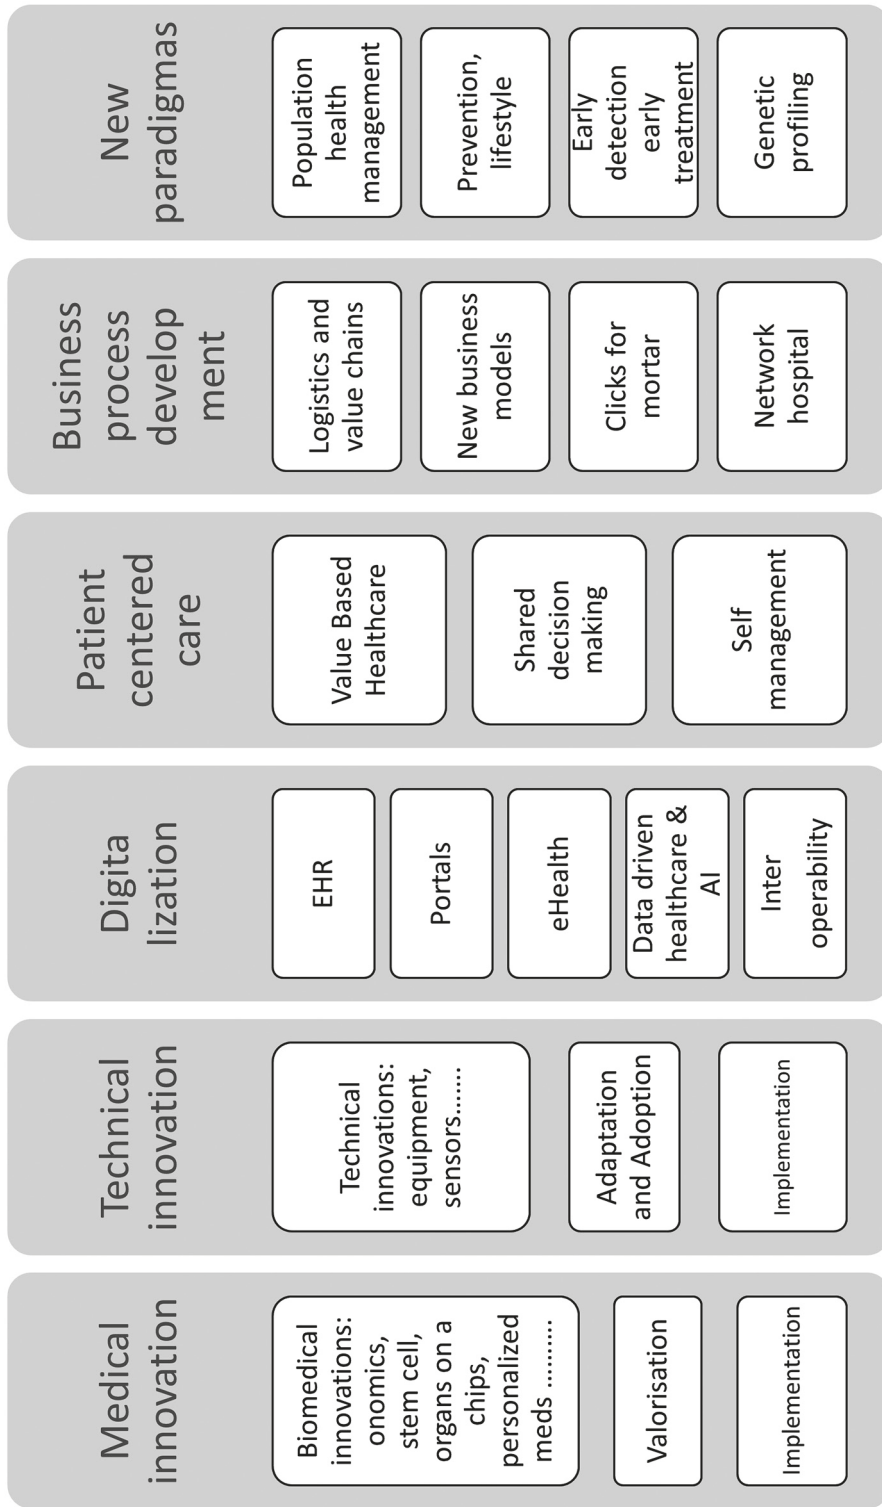 Medical
innovation
Biomedical
innovations:
onomics,
stem cell,
organs on a
chips,
personalized
meds ..........
Valorisation
Implementation
Technical
innovation
Technical
innovations:
equipment,
sensors.......
Adaptation
and Adoption
Implementation
Digita
lization
EHR
Portals
eHealth
Data driven
healthcare &
AI
Inter
operability
Patient
centered
care
Value Based
Healthcare
Shared
decision
making
Self
management
Business
process
develop
ment
Logistics and
value chains
New business
models
Clicks for
mortar
Network
hospital
New
paradigmas
Population
health
management
Prevention,
lifestyle
Early
detection
early
treatment
Genetic
profiling